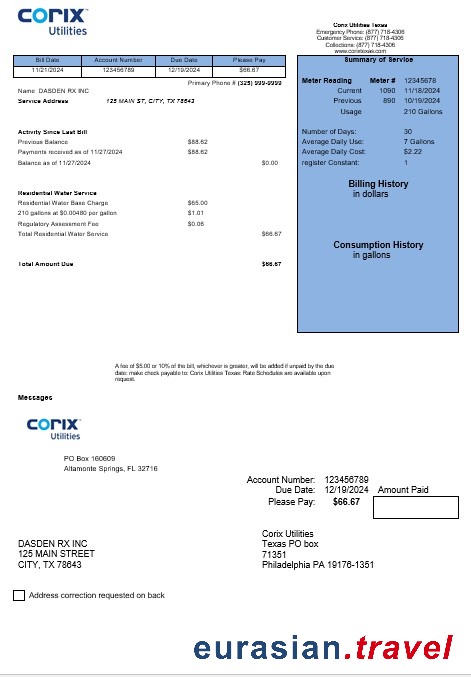 CORIX
Utilities
Corix Utilities Texas
Emergency Phone: (877) 718-4306
Customer Service: (877) 718-4306
Collections: (877) 718-4306
www.corixtexas.com
Bill Date Account Number Due Date Please Pay
11/21/2024 123456789 12/19/2024 $66.67
Primary Phone # (325) 999-9999
Name DASDEN RX INC
Service Address 125 MAIN ST, CITY, TX 78643
Activity Since Last Bill
Previous Balance $88.62
Payments received as of 11/27/2024 $88.62
Balance as of 11/27/2024 $0.00
Residential Water Service
Residential Water Base Charge $65.00
210 gallons at $0.00480 per gallon $1.01
Regulatory Assessment Fee $0.06
Total Residential Water Service $66.67
Total Amount Due $66.67
Summary of Service
Meter Reading Meter # 12345678
Current 1090 11/18/2024
Previous 890 10/19/2024
Usage 210 Gallons
Number of Days: 30
Average Daily Use: 7 Gallons
Average Daily Cost: $2.22
register Constant: 1
Billing History
in dollars
Consumption History
in gallons
A fee of $5.00 or 10% of the bill, whichever is greater, will be added if unpaid by the due
date: make check payable to: Corix Utilities Texas: Rate Schedules are available upon
request.
Messages
CORIX
Utilities
PO Box 160609
Altamonte Springs, FL 32716
Account Number: 123456789
Due Date: 12/19/2024 Amount Paid
Please Pay: $66.67
DASDEN RX INC
125 MAIN STREET
CITY, TX 78643
Corix Utilities
Texas PO box
71351
Philadelphia PA 19176-1351
Address correction requested on back
eurasian.travel